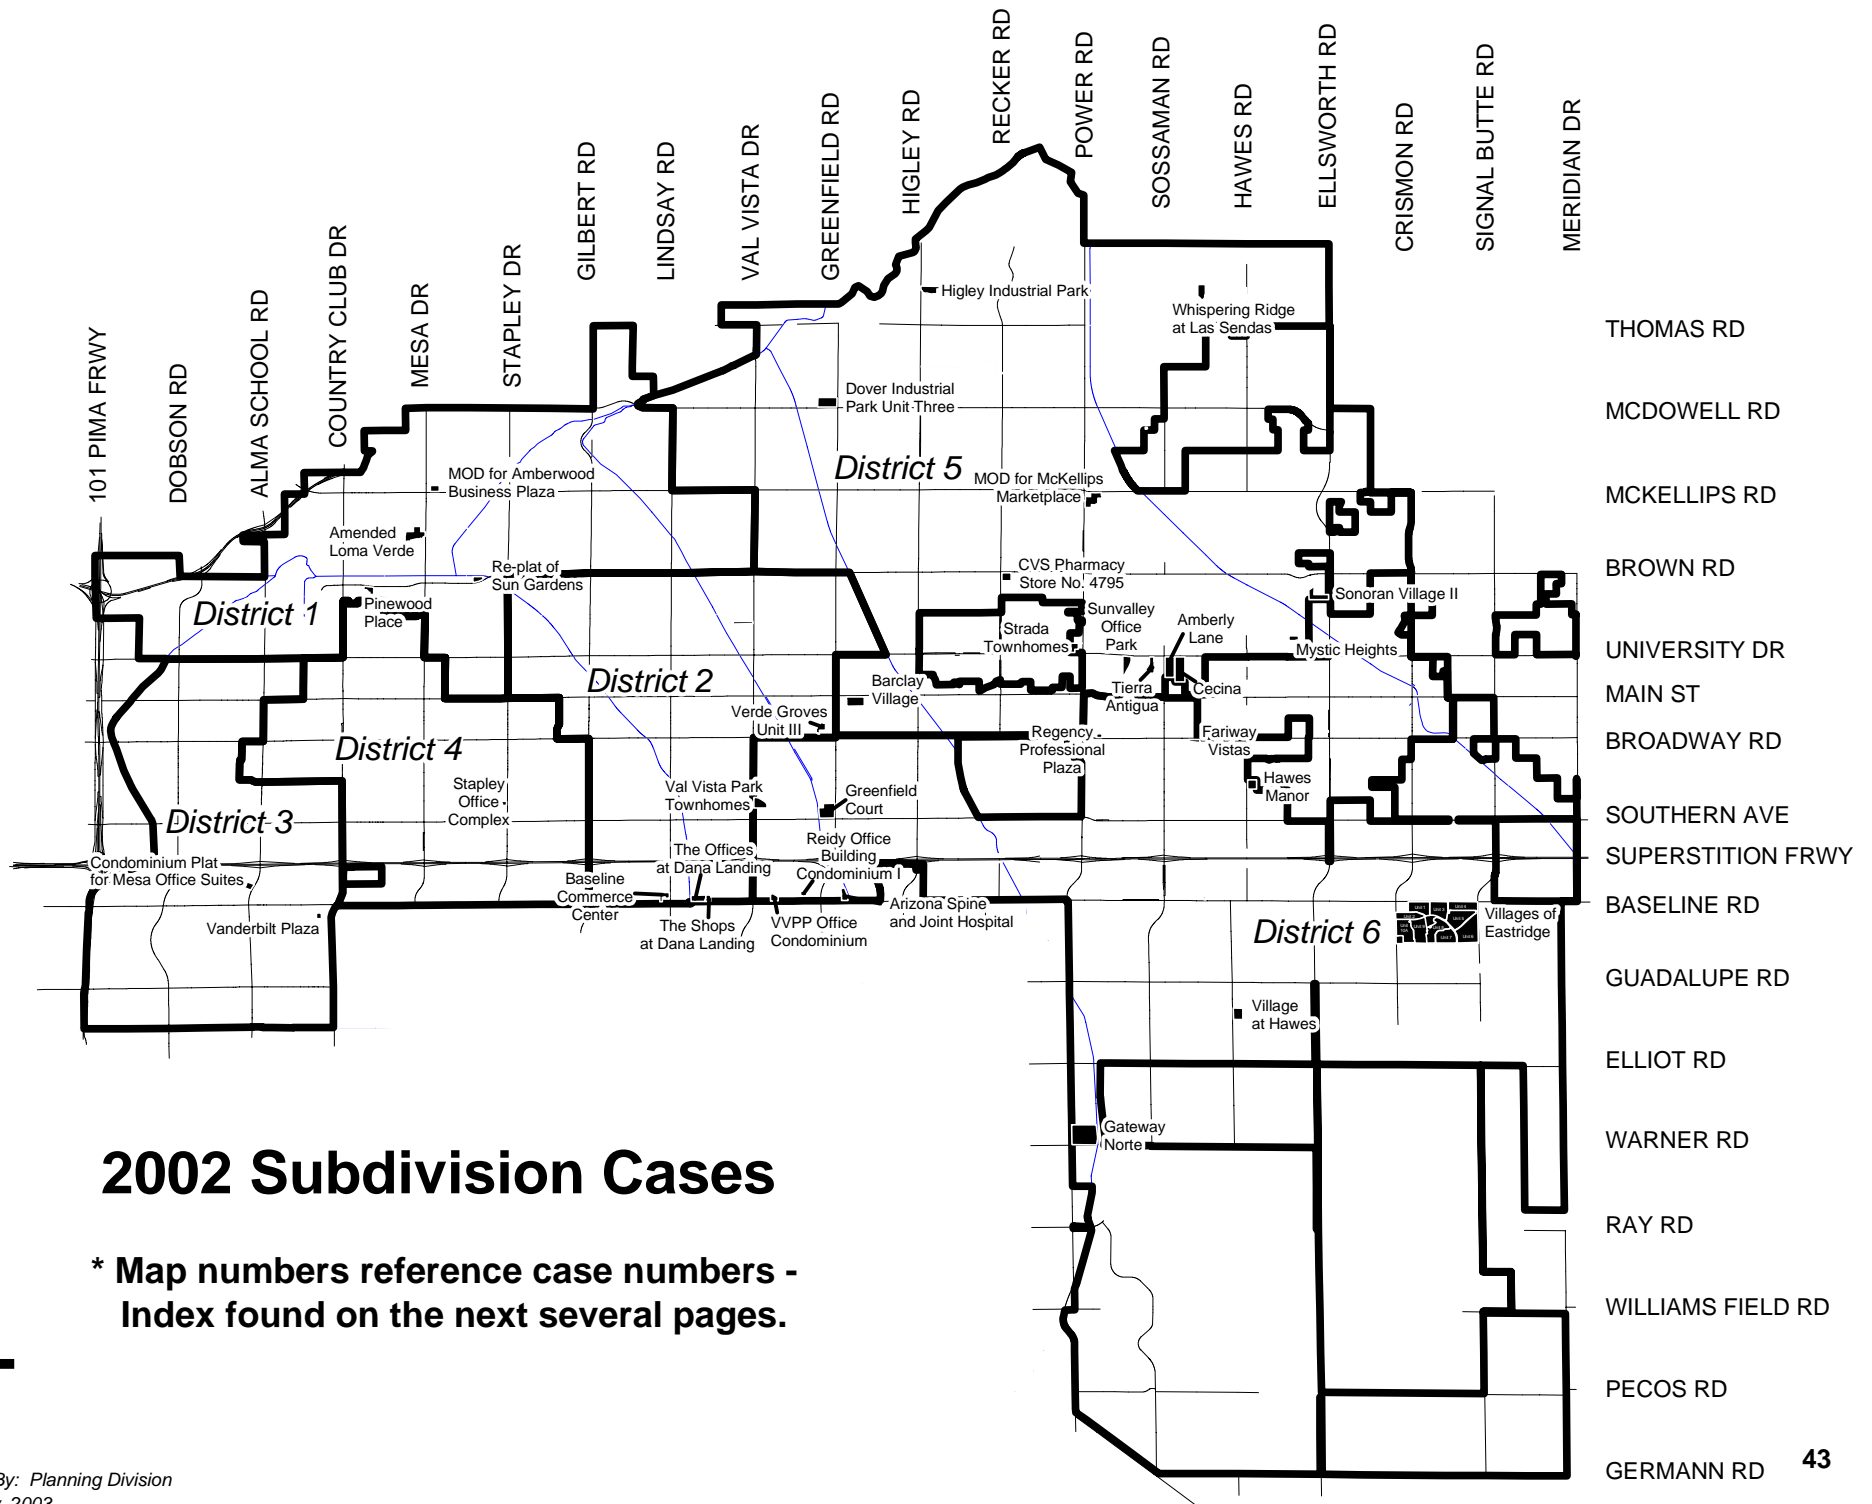 101 PIMA FRWY
DOBSON RD
ALMA SCHOOL RD
COUNTRY CLUB DR
MESA DR
STAPLEY DR
GILBERT RD
LINDSAY RD
VAL VISTA DR
GREENFIELD RD
HIGLEY RD
RECKER RD
POWER RD
SOSSAMAN RD
HAWES RD
ELLSWORTH RD
CRISMON RD
SIGNAL BUTTE RD
MERIDIAN DR
THOMAS RD
MCDOWELL RD
MCKELLIPS RD
BROWN RD
UNIVERSITY DR
MAIN ST
BROADWAY RD
SOUTHERN AVE
SUPERSTITION FRWY
BASELINE RD
GUADALUPE RD
ELLIOT RD
WARNER RD
RAY RD
WILLIAMS FIELD RD
PECOS RD
GERMANN RD
Higley Industrial Park
Whispering Ridge
at Las Sendas
Dover Industrial
Park Unit Three
District 5
MOD for Amberwood
Business Plaza
MOD for McKellips
Marketplace
Amended
Loma Verde
Re-plat of
Sun Gardens
CVS Pharmacy
Store No. 4795
District 1
Pinewood
Place
Sonoran Village II
Strada
Townhomes
Sunvalley
Office
Park
Amberly
Lane
Mystic Heights
District 2
Barclay
Village
Tierra
Antigua
Cecina
Verde Groves
Unit III
Regency
Professional
Plaza
Fariway
Vistas
District 4
Stapley
Office
Complex
Val Vista Park
Townhomes
Greenfield
Court
Hawes
Manor
District 3
Reidy Office
Building
Condominium I
The Offices
at Dana Landing
Condominium Plat
for Mesa Office Suites
Baseline
Commerce
Center
Vanderbilt Plaza
The Shops
at Dana Landing
VVPP Office
Condominium
Arizona Spine
and Joint Hospital
District 6
Villages of
Eastridge
Village
at Hawes
Gateway
Norte
2002 Subdivision Cases
* Map numbers reference case numbers -
Index found on the next several pages.
By: Planning Division
2003
43